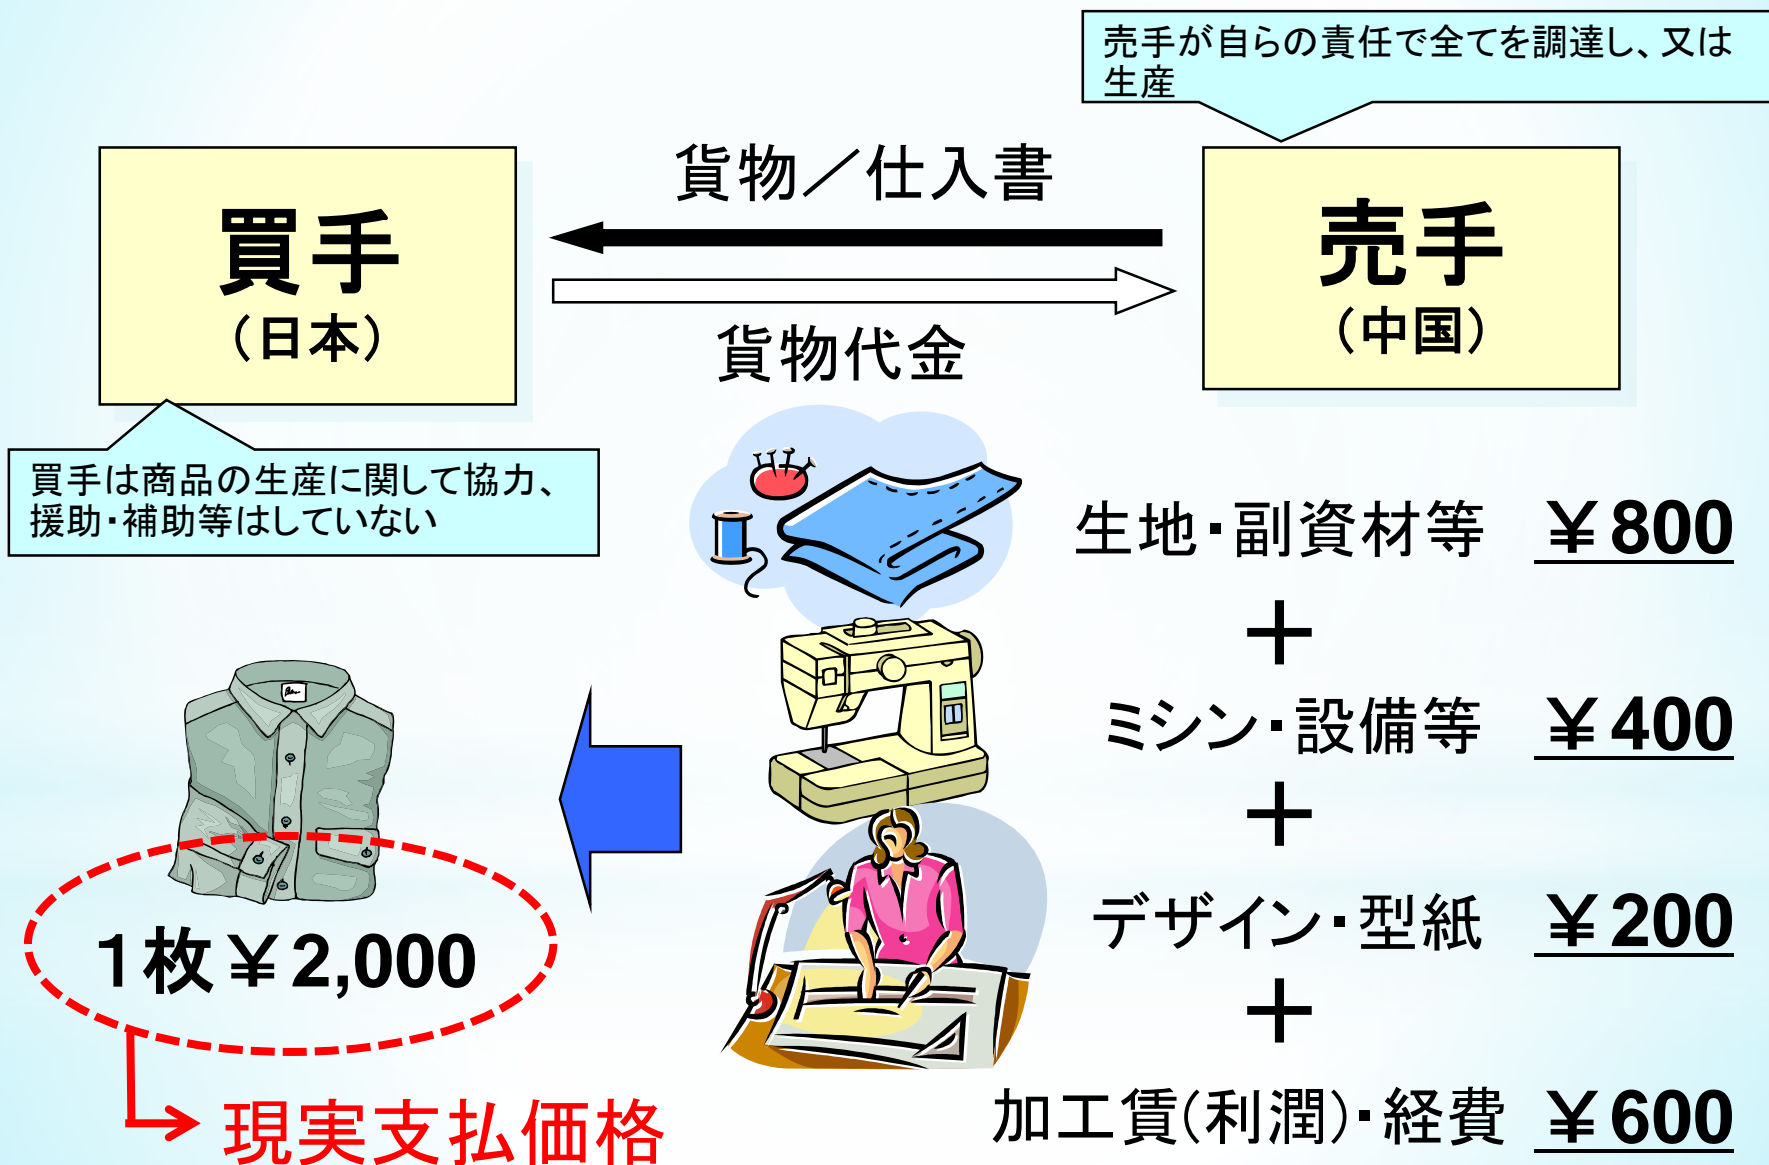 売手が自らの責任で全てを調達し、又は
生産
貨物／仕入書
買手
（日本）
売手
（中国）
貨物代金
買手は商品の生産に関して協力、
援助・補助等はしていない
生地・副資材等 ￥800
＋
ミシン・設備等 ￥400
＋
デザイン・型紙 ￥200
＋
加工賃(利潤)・経費 ￥600
１枚￥2,000
現実支払価格